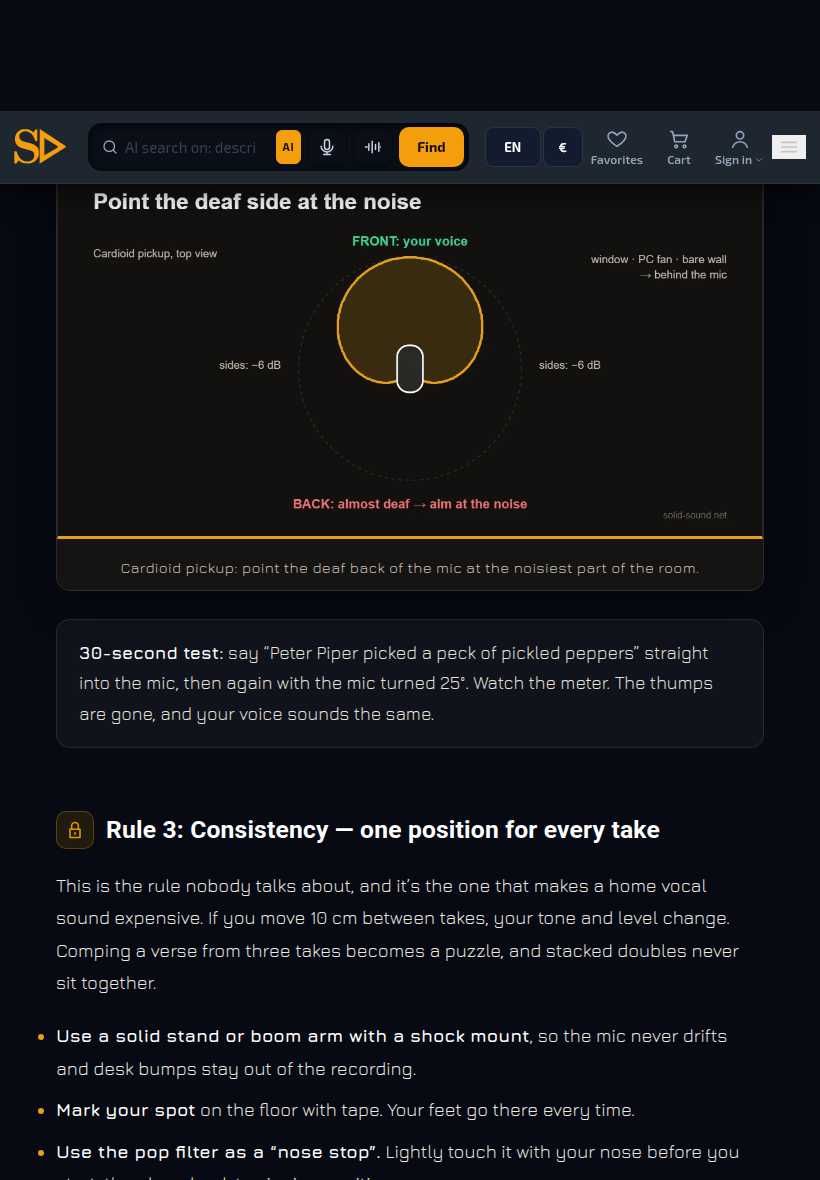 SD
AI search on: descri
AI
Find
EN
€
Favorites
Cart
Sign in
Point the deaf side at the noise
Cardioid pickup, top view
FRONT: your voice
window · PC fan · bare wall
→ behind the mic
sides: −6 dB
sides: −6 dB
BACK: almost deaf → aim at the noise
solid-sound.net
Cardioid pickup: point the deaf back of the mic at the noisiest part of the room.
30-second test: say “Peter Piper picked a peck of pickled peppers” straight
into the mic, then again with the mic turned 25°. Watch the meter. The thumps
are gone, and your voice sounds the same.
Rule 3: Consistency — one position for every take
This is the rule nobody talks about, and it’s the one that makes a home vocal
sound expensive. If you move 10 cm between takes, your tone and level change.
Comping a verse from three takes becomes a puzzle, and stacked doubles never
sit together.
Use a solid stand or boom arm with a shock mount, so the mic never drifts
and desk bumps stay out of the recording.
Mark your spot on the floor with tape. Your feet go there every time.
Use the pop filter as a “nose stop”. Lightly touch it with your nose before you